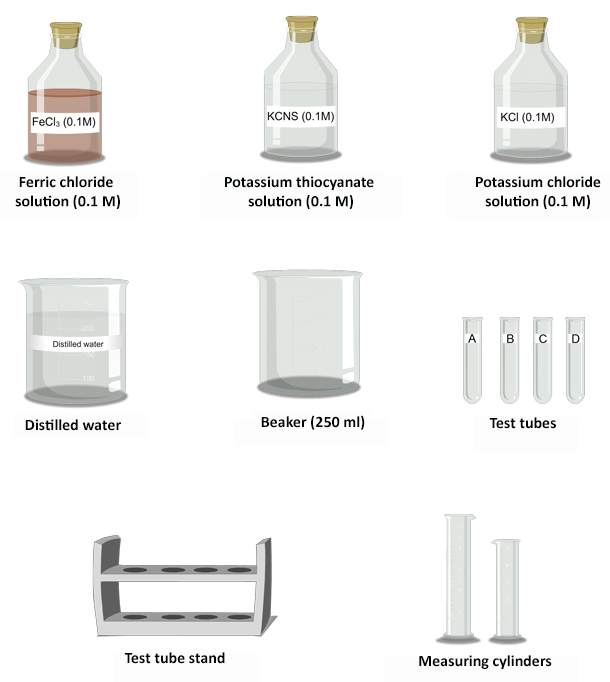 FeCl₃ (0.1M)
KCNS (0.1M)
KCl (0.1M)
Ferric chloride
solution (0.1 M)
Potassium thiocyanate
solution (0.1 M)
Potassium chloride
solution (0.1 M)
200
Distilled water
150
100
A
B
C
D
Distilled water
Beaker (250 ml)
Test tubes
Test tube stand
Measuring cylinders